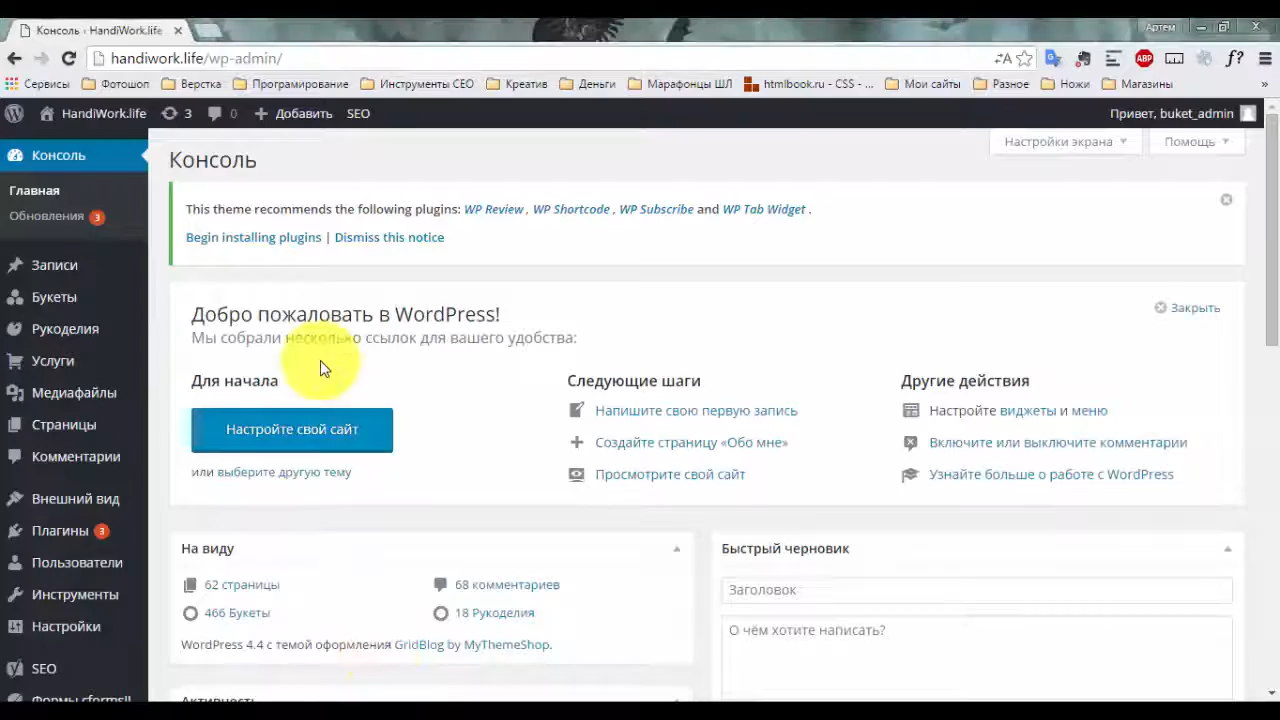 Консоль ‹ HandiWork.life
Артем
handiwork.life/wp-admin/
Сервисы Фотошоп Верстка Програмирование Инструменты СЕО Креатив Деньги Марафонцы ШЛ htmlbook.ru - CSS - ... Мои сайты Разное Ножи Магазины »
HandiWork.life 3 0 Добавить SEO Привет, buket_admin
Настройки экрана Помощь
Консоль
Главная
Обновления 3
Записи
Букеты
Рукоделия
Услуги
Медиафайлы
Страницы
Комментарии
Внешний вид
Плагины 3
Пользователи
Инструменты
Настройки
SEO
Формы cformsII
Консоль
This theme recommends the following plugins: WP Review , WP Shortcode , WP Subscribe and WP Tab Widget .
Begin installing plugins | Dismiss this notice
Добро пожаловать в WordPress!
Закрыть
Мы собрали несколько ссылок для вашего удобства:
Для начала
Настройте свой сайт
или выберите другую тему
Следующие шаги
Напишите свою первую запись
Создайте страницу «Обо мне»
Просмотрите свой сайт
Другие действия
Настройте виджеты и меню
Включите или выключите комментарии
Узнайте больше о работе с WordPress
На виду
62 страницы 68 комментариев
466 Букеты 18 Рукоделия
WordPress 4.4 с темой оформления GridBlog by MyThemeShop.
Активность
Быстрый черновик
Заголовок
О чём хотите написать?
ABP
f?